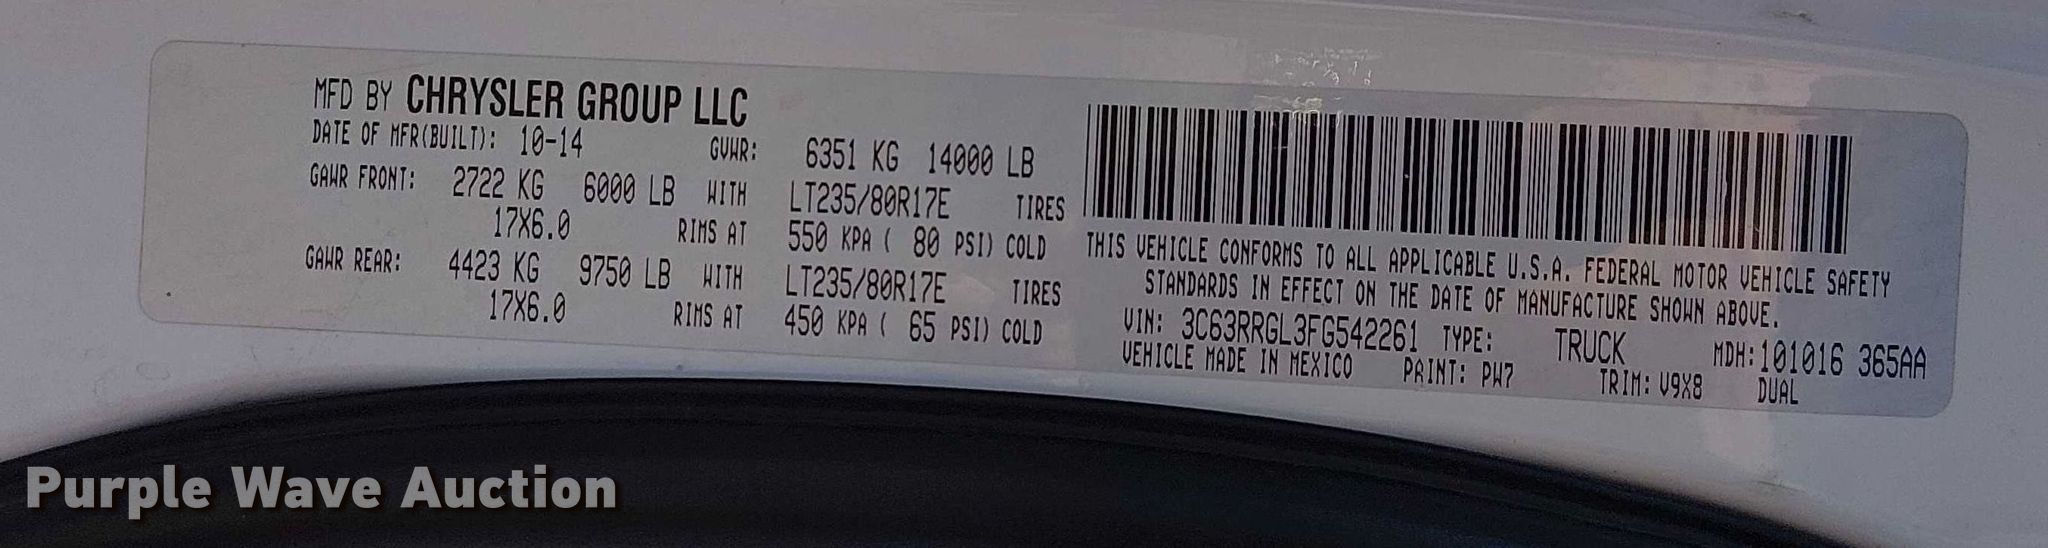 MFD BY CHRYSLER GROUP LLC
DATE OF MFR(BUILT): 10-14 GVWR: 6351 KG 14000 LB
GAWR FRONT: 2722 KG 6000 LB WITH LT235/80R17E TIRES
17X6.0 RIMS AT 550 KPA ( 80 PSI) COLD
GAWR REAR: 4423 KG 9750 LB WITH LT235/80R17E TIRES
17X6.0 RIMS AT 450 KPA ( 65 PSI) COLD
THIS VEHICLE CONFORMS TO ALL APPLICABLE U.S.A. FEDERAL MOTOR VEHICLE SAFETY
STANDARDS IN EFFECT ON THE DATE OF MANUFACTURE SHOWN ABOVE.
VIN: 3C63RRGL3FG542261 TYPE: TRUCK MDH:101016 365AA
VEHICLE MADE IN MEXICO PAINT: PW7 TRIM: V9X8 DUAL
Purple Wave Auction